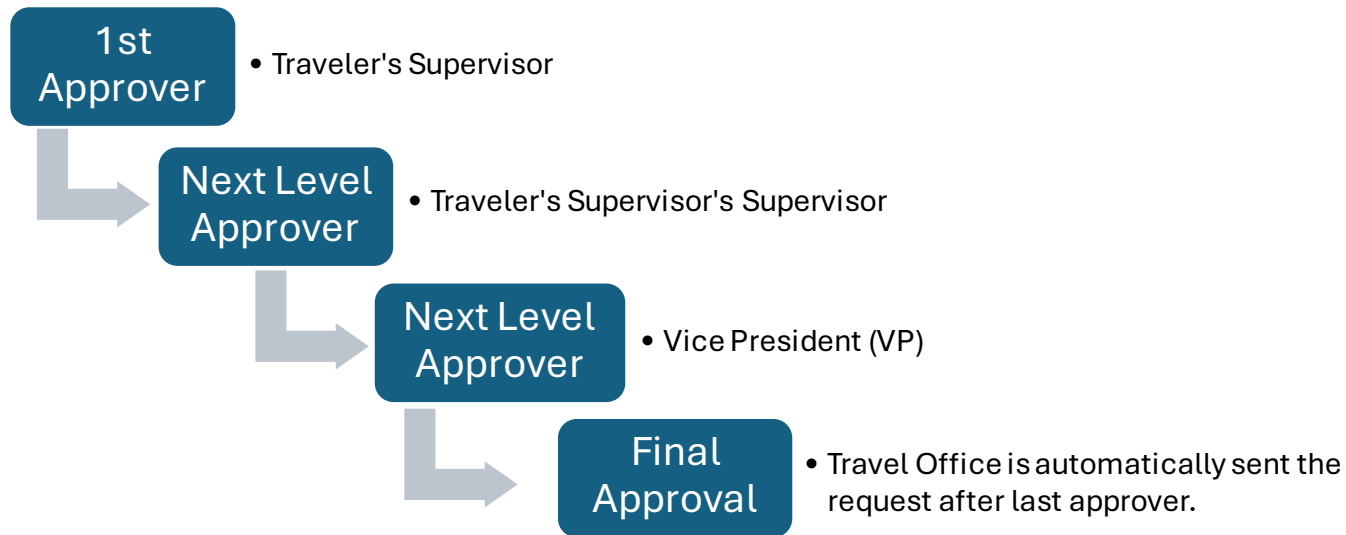 1st
Approver
• Traveler's Supervisor
Next Level
Approver
• Traveler's Supervisor's Supervisor
Next Level
Approver
• Vice President (VP)
Final
Approval
• Travel Office is automatically sent the
request after last approver.